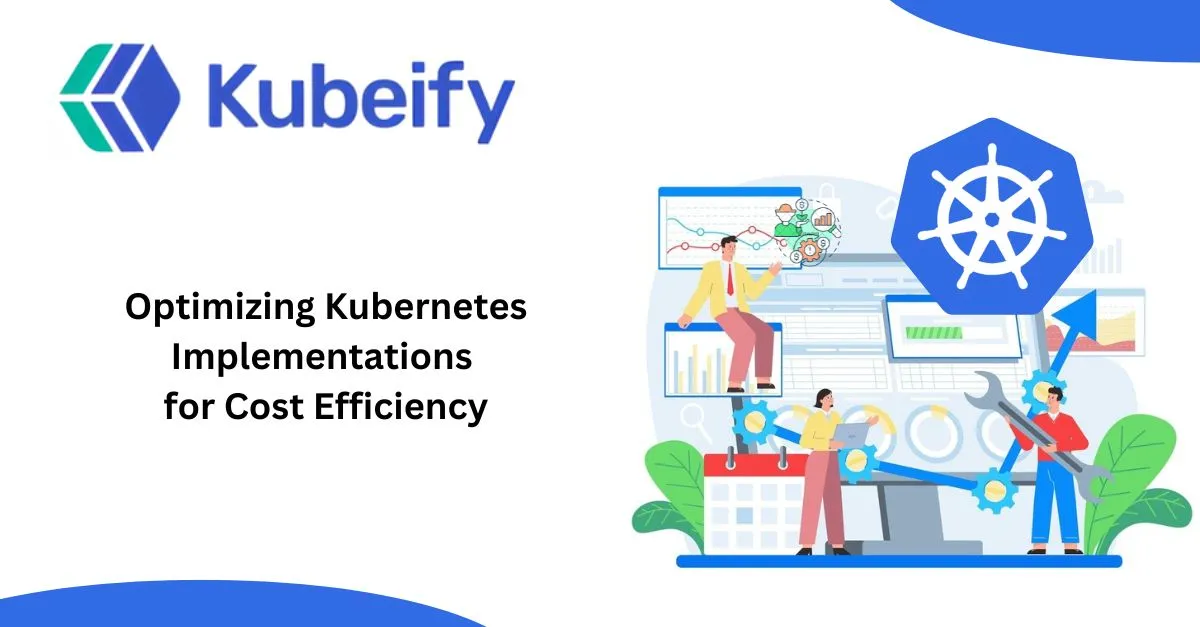 Kubeify
Optimizing Kubernetes
Implementations
for Cost Efficiency